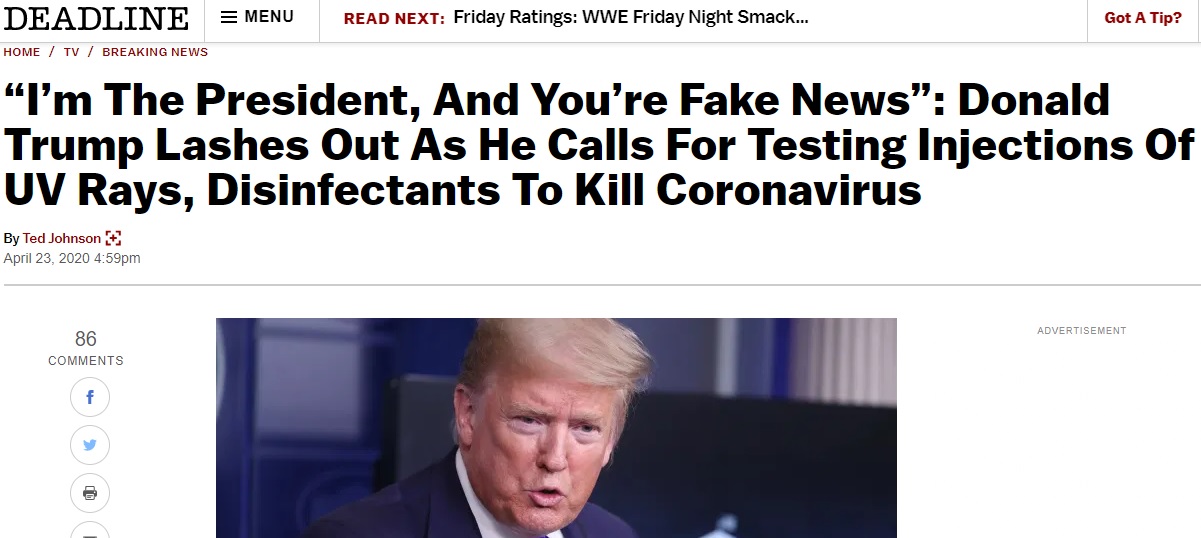 DEADLINE
MENU
READ NEXT: Friday Ratings: WWE Friday Night Smack...
Got A Tip?
HOME / TV / BREAKING NEWS
“I’m The President, And You’re Fake News”: Donald
Trump Lashes Out As He Calls For Testing Injections Of
UV Rays, Disinfectants To Kill Coronavirus
By Ted Johnson
April 23, 2020 4:59pm
86
COMMENTS
ADVERTISEMENT